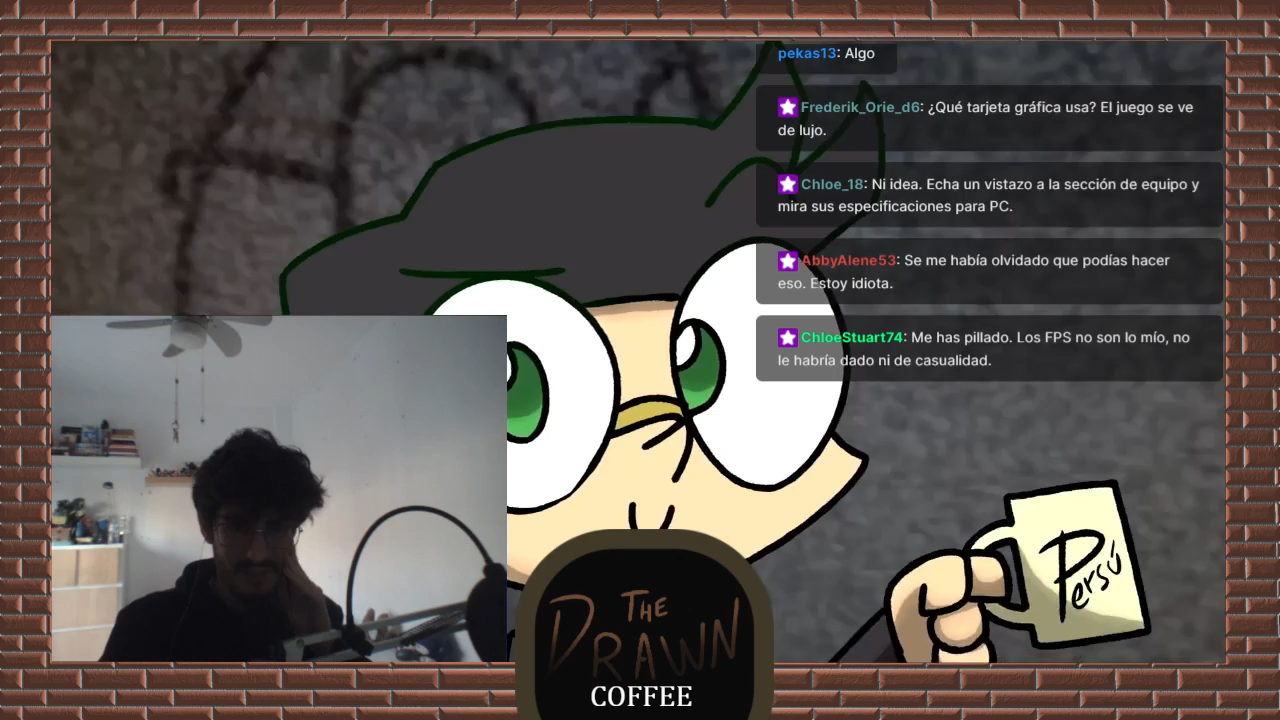 pekas13: Algo
Frederik_Orie_d6: ¿Qué tarjeta gráfica usa? El juego se ve
de lujo.
Chloe_18: Ni idea. Echa un vistazo a la sección de equipo y
mira sus especificaciones para PC.
AbbyAlene53: Se me había olvidado que podías hacer
eso. Estoy idiota.
ChloeStuart74: Me has pillado. Los FPS no son lo mío, no
le habría dado ni de casualidad.
Persú
THE
DRAWN
COFFEE